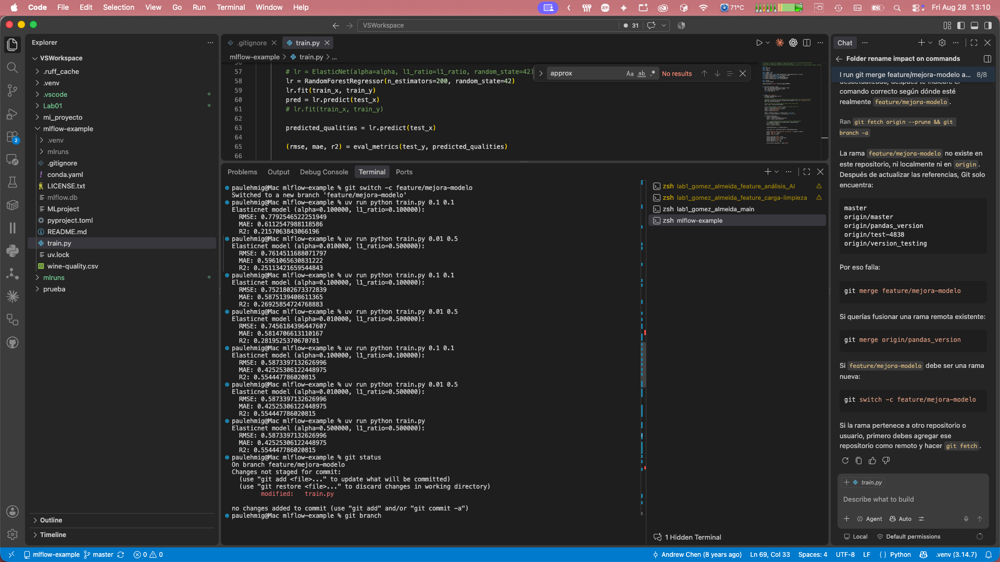 Code File Edit Selection View Go Run Terminal Window Help
zm
71°C
Fri Aug 28 13:10
VSWorkspace
31
Explorer
VSWorkspace
.ruff_cache
.venv
.vscode
Lab01
mi_proyecto
mlflow-example
.venv
mlruns
.gitignore
conda.yaml
LICENSE.txt
mlflow.db
MLproject
pyproject.toml
README.md
train.py
uv.lock
wine-quality.csv
mlruns
prueba
Outline
Timeline
2
.gitignore
train.py
mlflow-example > train.py > ...
57 # lr = ElasticNet(alpha=alpha, l1_ratio=l1_ratio, random_state=42)
58 lr = RandomForestRegressor(n_estimators=200, random_state=42)
59 lr.fit(train_x, train_y)
60 pred = lr.predict(test_x)
61 # lr.fit(train_x, train_y)
62
63 predicted_qualities = lr.predict(test_x)
64
65 (rmse, mae, r2) = eval_metrics(test_y, predicted_qualities)
66
approx
Aa ab .*
No results
Problems Output Debug Console Terminal Ports
paulehmig@Mac mlflow-example % git switch -c feature/mejora-modelo
Switched to a new branch 'feature/mejora-modelo'
paulehmig@Mac mlflow-example % uv run python train.py 0.1 0.1
Elasticnet model (alpha=0.100000, l1_ratio=0.100000):
RMSE: 0.7792546522251949
MAE: 0.6112547988118586
R2: 0.2157063843066196
paulehmig@Mac mlflow-example % uv run python train.py 0.01 0.5
Elasticnet model (alpha=0.010000, l1_ratio=0.500000):
RMSE: 0.7614511688071797
MAE: 0.5961065630831222
R2: 0.25113421659544843
paulehmig@Mac mlflow-example % uv run python train.py 0.1 0.1
Elasticnet model (alpha=0.100000, l1_ratio=0.100000):
RMSE: 0.7521802673372839
MAE: 0.5875139408611365
R2: 0.26925854724768883
paulehmig@Mac mlflow-example % uv run python train.py 0.01 0.5
Elasticnet model (alpha=0.010000, l1_ratio=0.500000):
RMSE: 0.7456184396447607
MAE: 0.5814706613110167
R2: 0.2819525370670781
paulehmig@Mac mlflow-example % uv run python train.py 0.1 0.1
Elasticnet model (alpha=0.100000, l1_ratio=0.100000):
RMSE: 0.5873397132626996
MAE: 0.42525306122448975
R2: 0.554447786020815
paulehmig@Mac mlflow-example % uv run python train.py 0.01 0.5
Elasticnet model (alpha=0.010000, l1_ratio=0.500000):
RMSE: 0.5873397132626996
MAE: 0.42525306122448975
R2: 0.554447786020815
paulehmig@Mac mlflow-example % uv run python train.py
Elasticnet model (alpha=0.500000, l1_ratio=0.500000):
RMSE: 0.5873397132626996
MAE: 0.42525306122448975
R2: 0.554447786020815
paulehmig@Mac mlflow-example % git status
On branch feature/mejora-modelo
Changes not staged for commit:
(use "git add <file>..." to update what will be committed)
(use "git restore <file>..." to discard changes in working directory)
modified: train.py
no changes added to commit (use "git add" and/or "git commit -a")
paulehmig@Mac mlflow-example % git branch
zsh lab1_gomez_almeida_feature_análisis_AI
zsh lab1_gomez_almeida_feature_carga-limpieza
zsh lab1_gomez_almeida_main
zsh mlflow-example
1 Hidden Terminal
Chat
Folder rename impact on commands
I run git merge feature/mejora-modelo a... 8/8
desactualizada, después te indicaré el
comando correcto según dónde esté
realmente feature/mejora-modelo.
Ran git fetch origin --prune && git
branch -a
La rama feature/mejora-modelo no existe en
este repositorio, ni localmente ni en origin.
Después de actualizar las referencias, Git solo
encuentra:
master
origin/master
origin/pandas_version
origin/test-4838
origin/version_testing
Por eso falla:
git merge feature/mejora-modelo
Si querías fusionar una rama remota existente:
git merge origin/pandas_version
Si feature/mejora-modelo debe ser una rama
nueva:
git switch -c feature/mejora-modelo
Si la rama pertenece a otro repositorio o
usuario, primero debes agregar ese
repositorio como remoto y hacer git fetch.
train.py
Describe what to build
Agent Auto
Local Default permissions
mlflow-example master 0 0
Andrew Chen (8 years ago) Ln 69, Col 33 Spaces: 4 UTF-8 LF {} Python .venv (3.14.7)